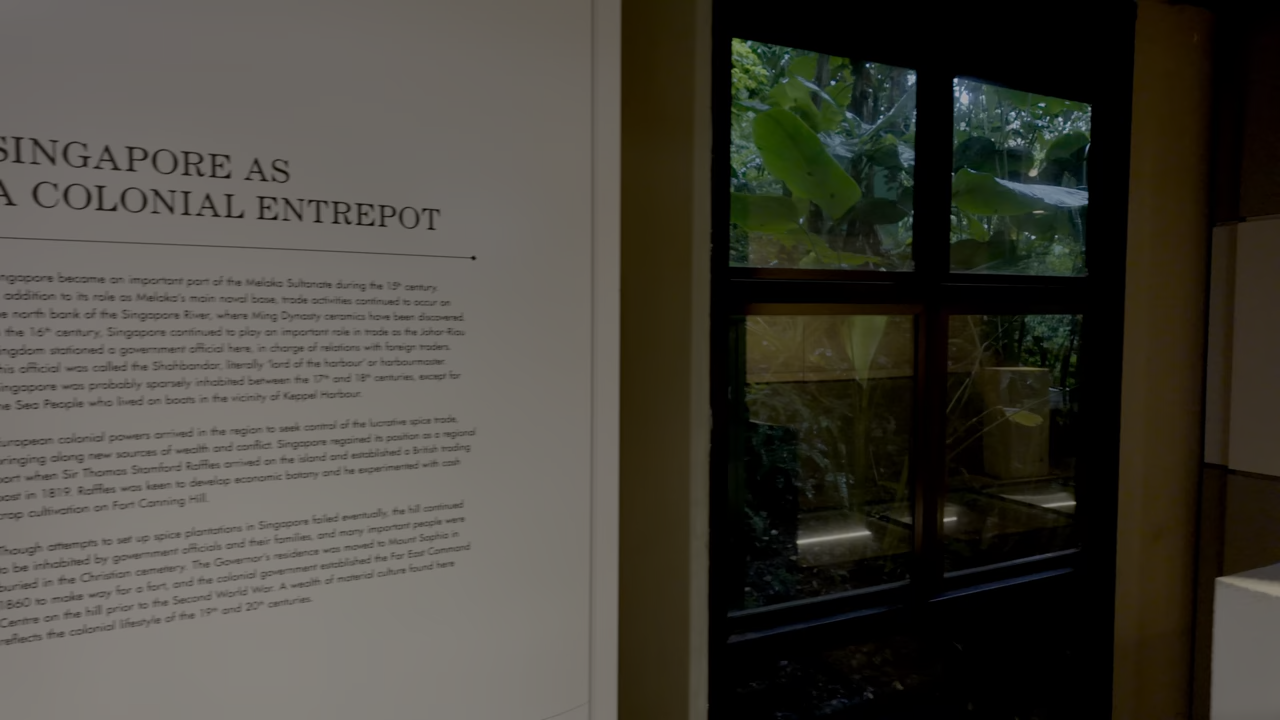 SINGAPORE AS
A COLONIAL ENTREPOT
ngapore became an important part of the Melaka Sultanate during the 15th century.
addition to its role as Melaka's main naval base, trade activities continued to occur on
e north bank of the Singapore River, where Ming Dynasty ceramics have been discovered.
the 16th century, Singapore continued to play an important role in trade as the Johor-Riau
ngdom stationed a government official here, in charge of relations with foreign traders.
his official was called the Shahbandar, literally 'lord of the harbour' or harbourmaster.
ingapore was probably sparsely inhabited between the 17th and 18th centuries, except for
he Sea People who lived on boats in the vicinity of Keppel Harbour.
European colonial powers arrived in the region to seek control of the lucrative spice trade,
ringing along new sources of wealth and conflict. Singapore regained its position as a regional
ort when Sir Thomas Stamford Raffles arrived on the island and established a British trading
post in 1819. Raffles was keen to develop economic botany and he experimented with cash
crop cultivation on Fort Canning Hill.
Though attempts to set up spice plantations in Singapore failed eventually, the hill continued
to be inhabited by government officials and their families, and many important people were
buried in the Christian cemetery. The Governor's residence was moved to Mount Sophia in
1860 to make way for a fort, and the colonial government established the Far East Command
Centre on the hill prior to the Second World War. A wealth of material culture found here
reflects the colonial lifestyle of the 19th and 20th centuries.